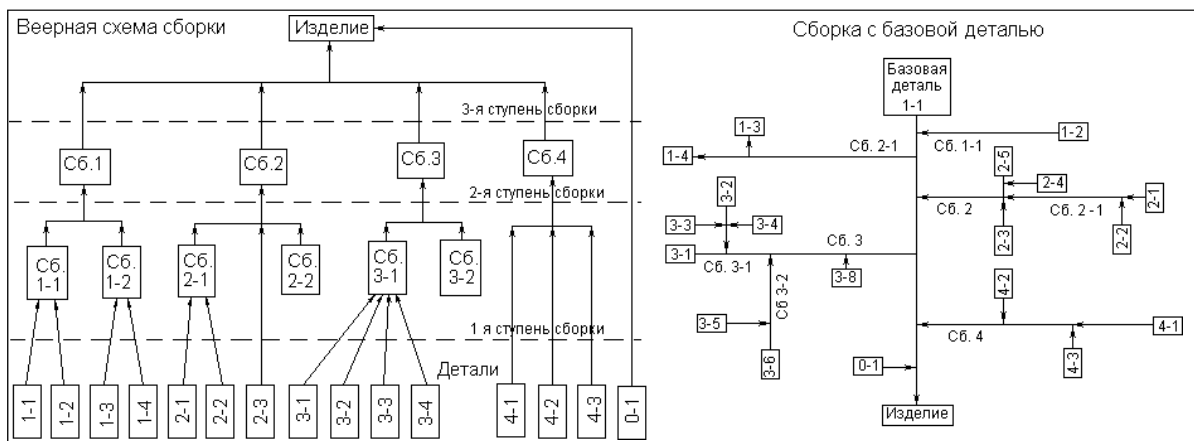 Веерная схема сборки
Изделие
3-я ступень сборки
Сб.1
Сб.2
Сб.3
Сб.4
2-я ступень сборки
Сб.
1-1
Сб.
1-2
Сб.
2-1
Сб.
2-2
Сб.
3-1
Сб.
3-2
1 я ступень сборки
Детали
1-1
1-2
1-3
1-4
2-1
2-2
2-3
3-1
3-2
3-3
3-4
4-1
4-2
4-3
0-1
Сборка с базовой деталью
Базовая
деталь
1-1
1-3
1-2
1-4
Сб. 2-1
Сб. 1-1
2-5
2-4
3-2
2-1
Сб. 2
Сб. 2 -1
3-3
3-4
2-3
2-2
3-1
Сб. 3
Сб. 3-1
Сб 3-2
3-8
4-2
3-5
4-1
Сб. 4
3-6
4-3
0-1
Изделие